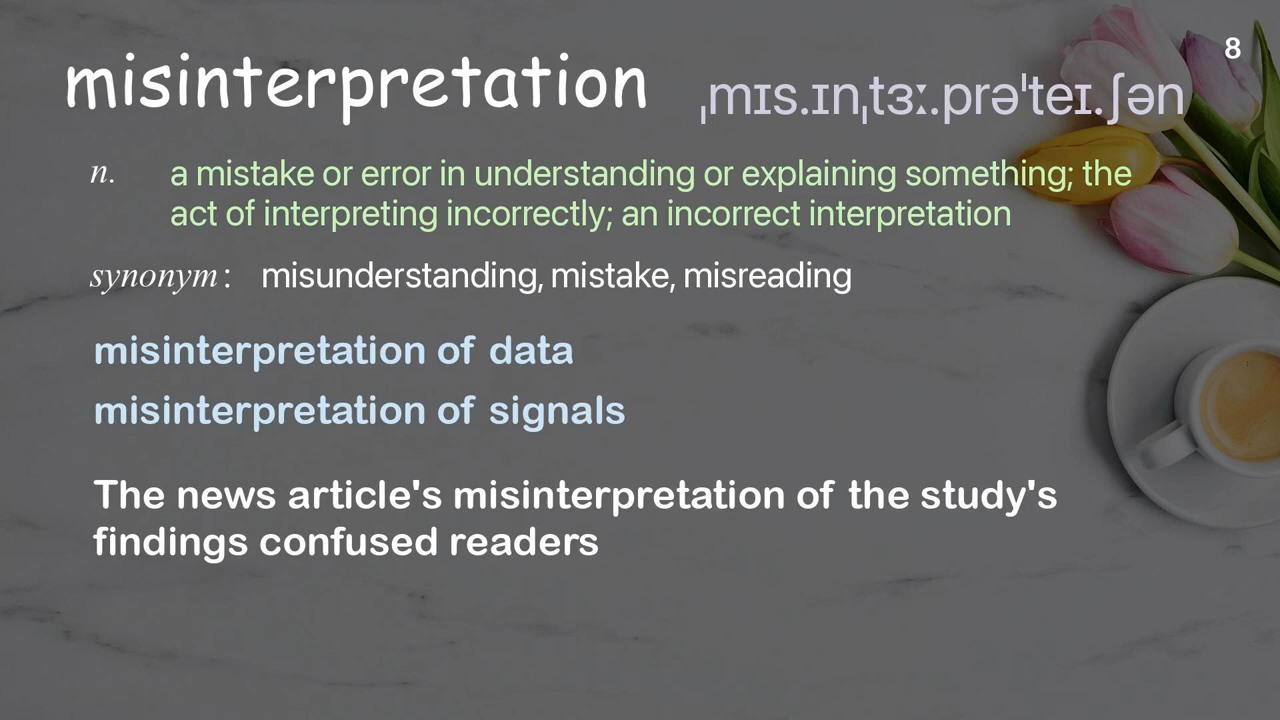 8
misinterpretation ˌmɪs.ɪnˌtɜː.prəˈteɪ.ʃən
n. a mistake or error in understanding or explaining something; the
act of interpreting incorrectly; an incorrect interpretation
synonym: misunderstanding, mistake, misreading
misinterpretation of data
misinterpretation of signals
The news article's misinterpretation of the study's
findings confused readers